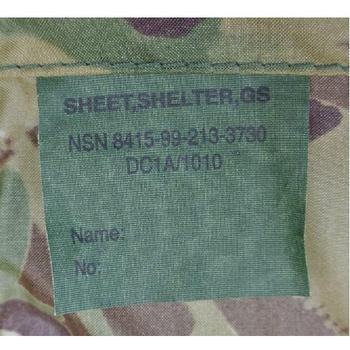 SHEET,SHELTER,GS
NSN 8415-99-213-3730
DC1A/1010
Name:
No: